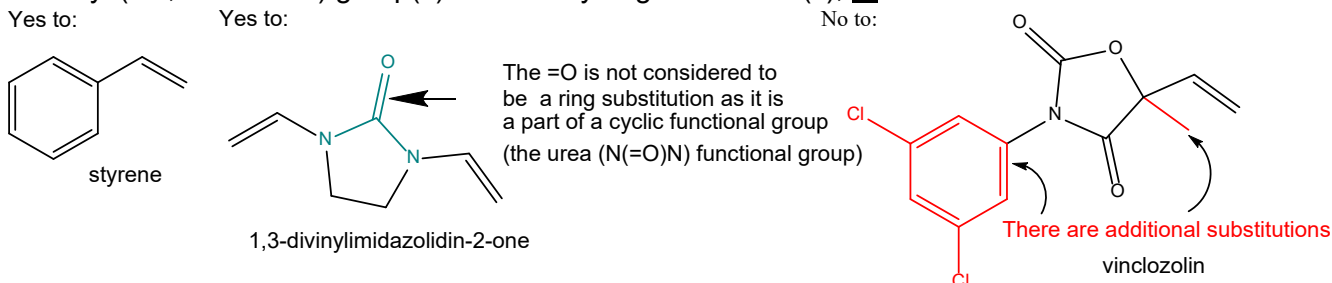 Yes to:
Yes to:
No to:
styrene
O
N
N
1,3-divinylimidazolidin-2-one
The =O is not considered to
be a ring substitution as it is
a part of a cyclic functional group
(the urea (N(=O)N) functional group)
O
O
N
O
Cl
Cl
There are additional substitutions
vinclozolin